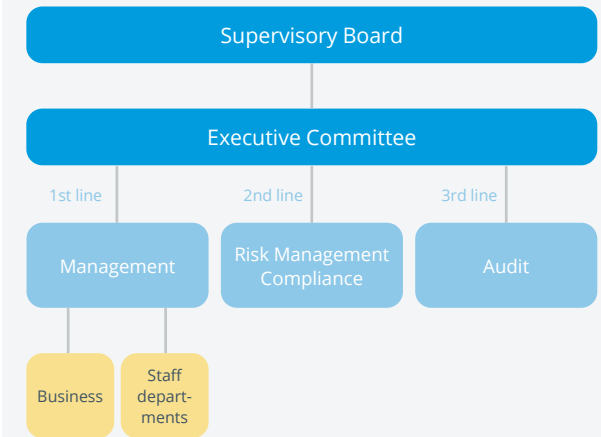 Supervisory Board
Executive Committee
1st line
2nd line
3rd line
Management
Risk Management
Compliance
Audit
Business
Staff
depart-
ments